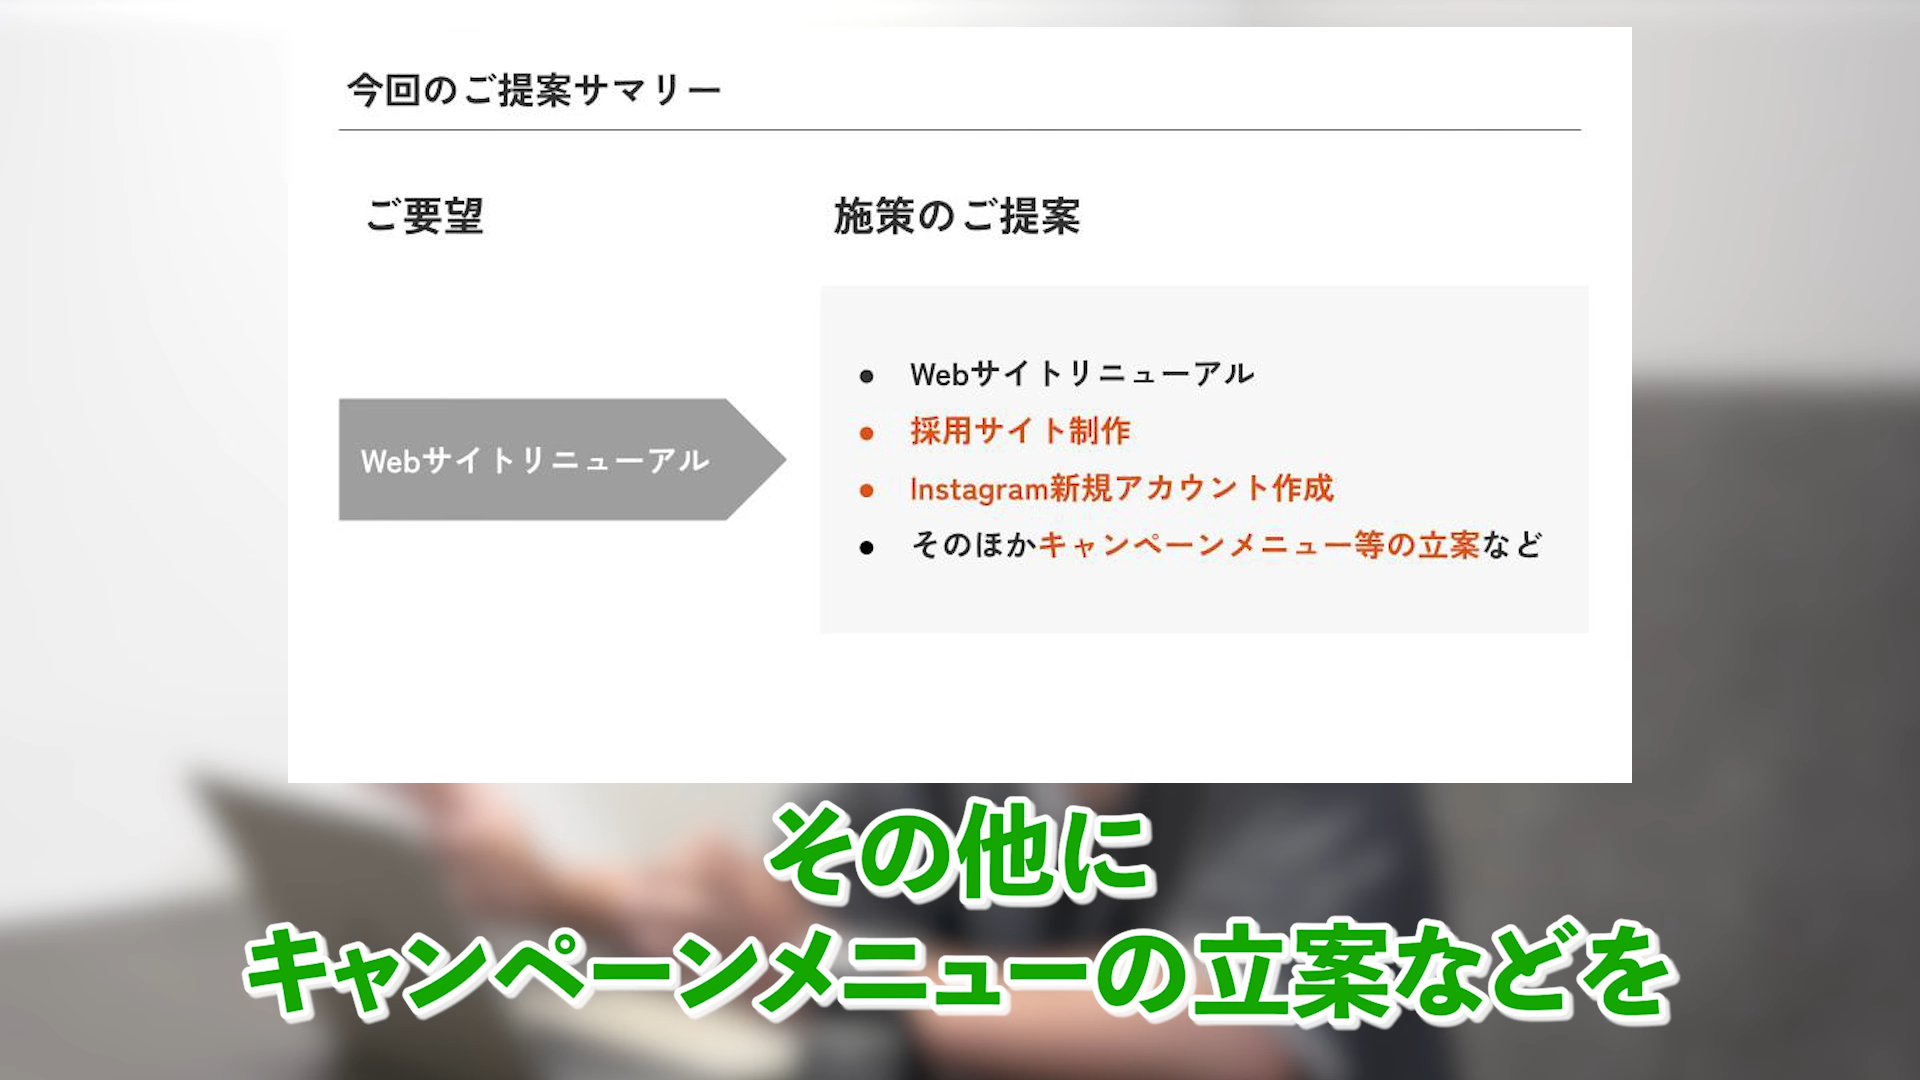 今回のご提案サマリー
ご要望
施策のご提案
Webサイトリニューアル
● Webサイトリニューアル
● 採用サイト制作
● Instagram新規アカウント作成
● そのほかキャンペーンメニュー等の立案など
その他に
キャンペーンメニューの立案などを